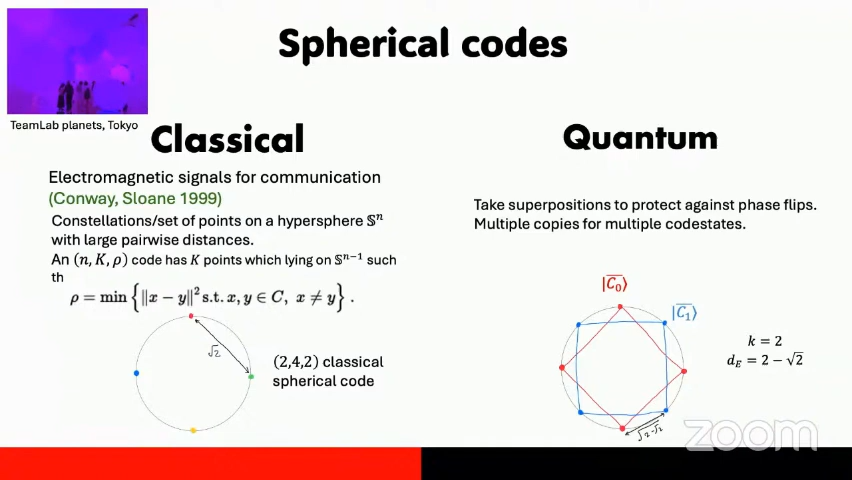 Spherical codes
TeamLab planets, Tokyo
Classical
Electromagnetic signals for communication
(Conway, Sloane 1999)
Constellations/set of points on a hypersphere 𝕊ⁿ
with large pairwise distances.
An (n, K, ρ) code has K points which lying on 𝕊ⁿ⁻¹ such
th
ρ = min {‖x − y‖² s.t. x, y ∈ C, x ≠ y} .
√2
(2,4,2) classical
spherical code
Quantum
Take superpositions to protect against phase flips.
Multiple copies for multiple codestates.
|C̅₀⟩
|C̅₁⟩
k = 2
d_E = 2 − √2
√2-√2
zoom